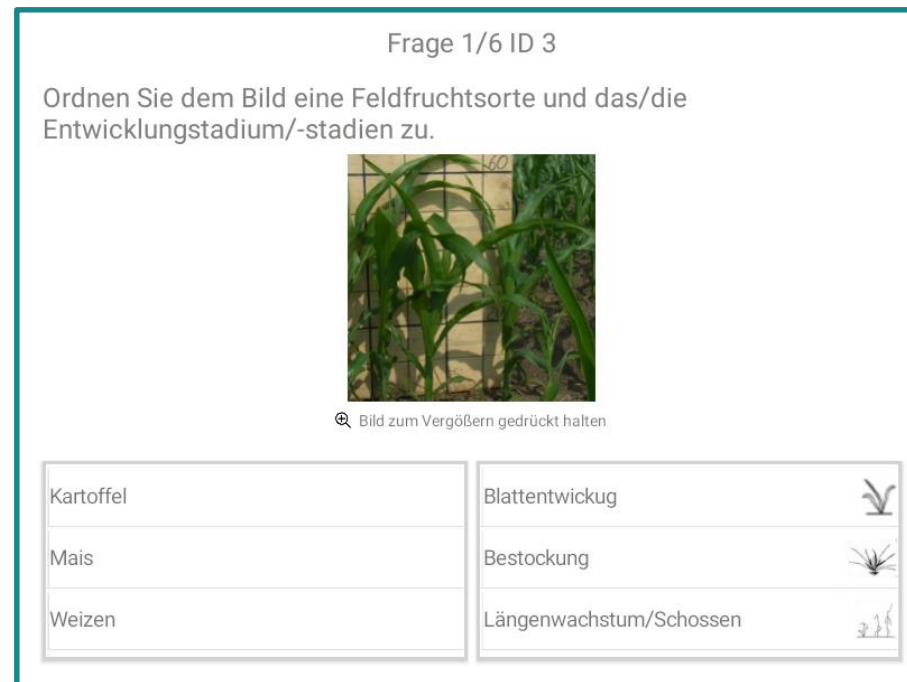 Frage 1/6 ID 3
Ordnen Sie dem Bild eine Feldfruchtsorte und das/die
Entwicklungstadium/-stadien zu.
60
Bild zum Vergößern gedrückt halten
Kartoffel
Mais
Weizen
Blattentwickug
Bestockung
Längenwachstum/Schossen